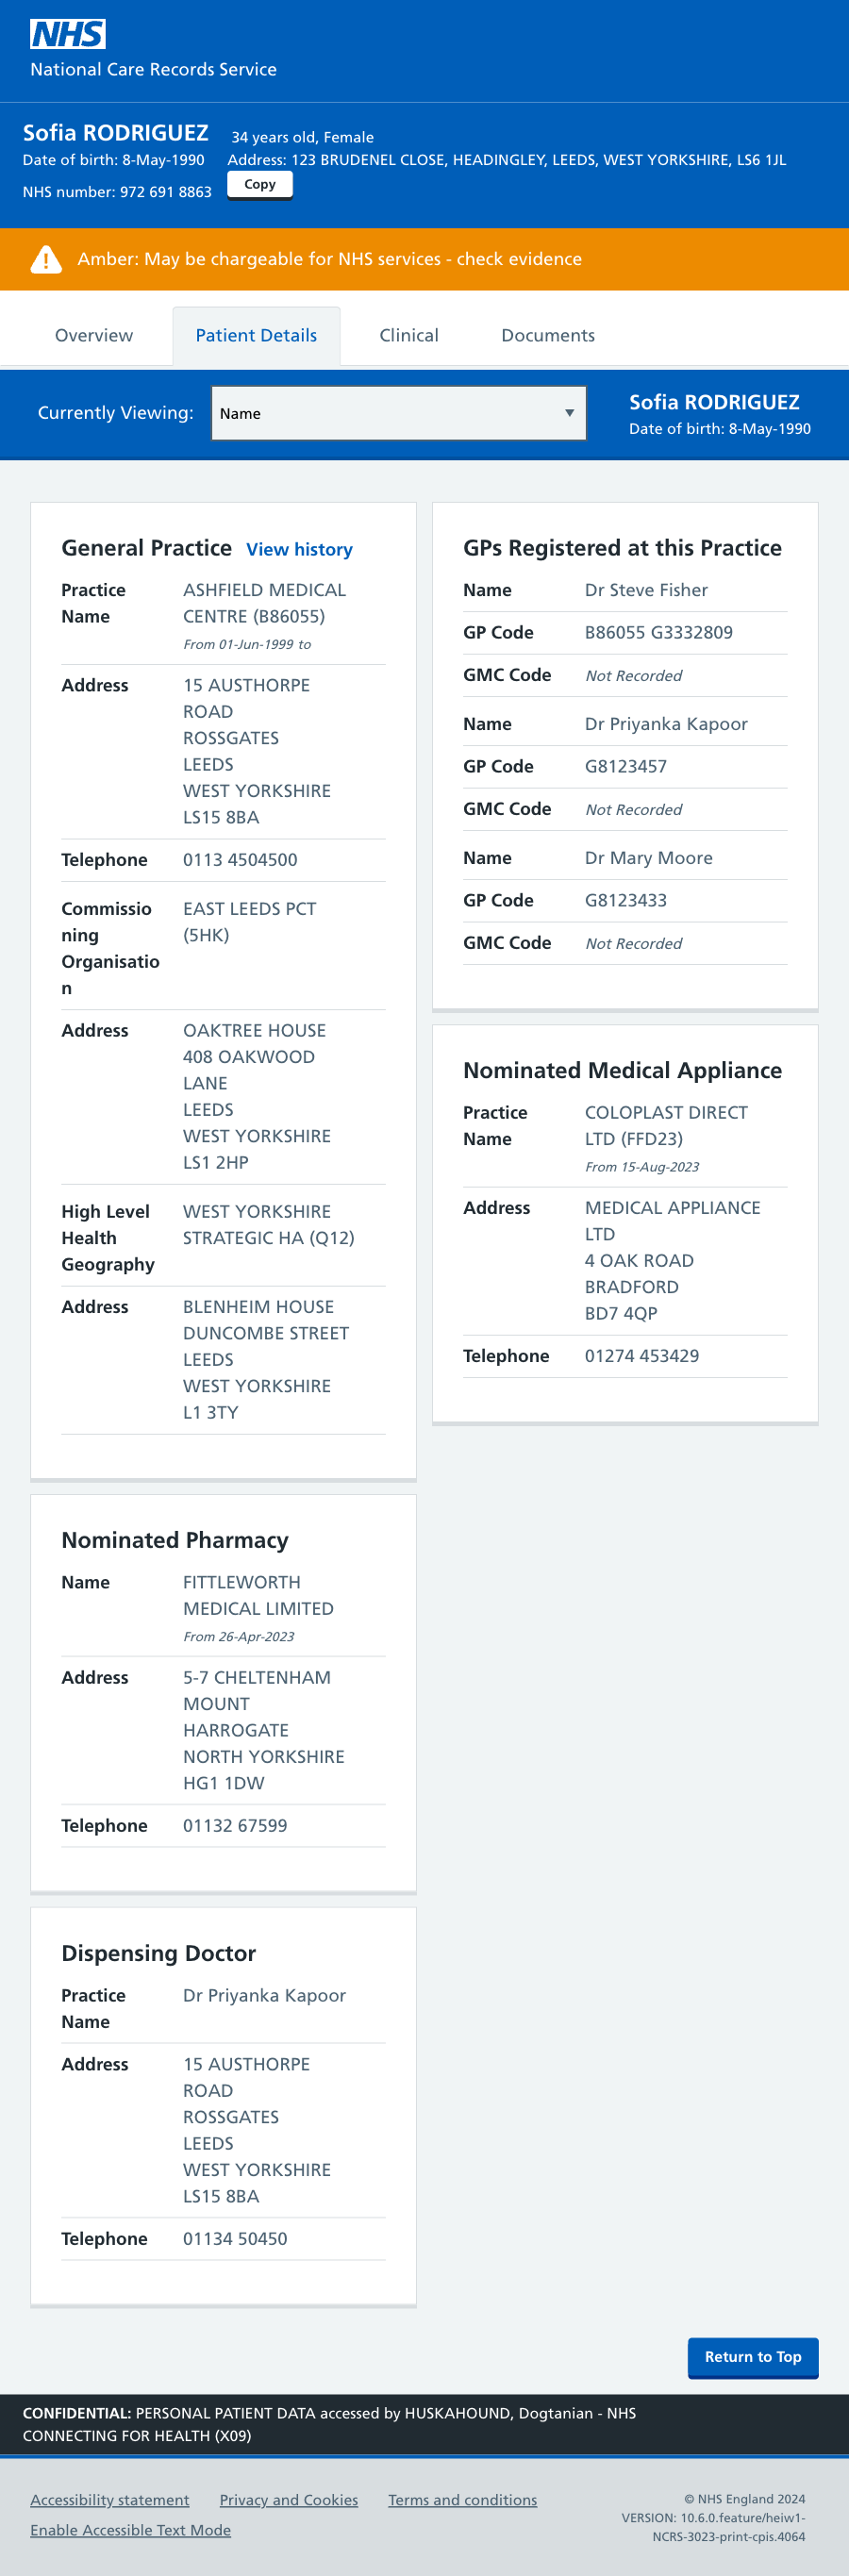 NHS
National Care Records Service
Sofia RODRIGUEZ
34 years old, Female
Date of birth: 8-May-1990
Address: 123 BRUDENEL CLOSE, HEADINGLEY, LEEDS, WEST YORKSHIRE, LS6 1JL
NHS number: 972 691 8863
Copy
Amber: May be chargeable for NHS services - check evidence
Overview
Patient Details
Clinical
Documents
Currently Viewing:
Name
Sofia RODRIGUEZ
Date of birth: 8-May-1990
General Practice View history
Practice
Name
ASHFIELD MEDICAL
CENTRE (B86055)
From 01-Jun-1999 to
Address
15 AUSTHORPE
ROAD
ROSSGATES
LEEDS
WEST YORKSHIRE
LS15 8BA
Telephone
0113 4504500
Commissio
ning
Organisatio
n
EAST LEEDS PCT
(5HK)
Address
OAKTREE HOUSE
408 OAKWOOD
LANE
LEEDS
WEST YORKSHIRE
LS1 2HP
High Level
Health
Geography
WEST YORKSHIRE
STRATEGIC HA (Q12)
Address
BLENHEIM HOUSE
DUNCOMBE STREET
LEEDS
WEST YORKSHIRE
L1 3TY
Nominated Pharmacy
Name
FITTLEWORTH
MEDICAL LIMITED
From 26-Apr-2023
Address
5-7 CHELTENHAM
MOUNT
HARROGATE
NORTH YORKSHIRE
HG1 1DW
Telephone
01132 67599
Dispensing Doctor
Practice
Name
Dr Priyanka Kapoor
Address
15 AUSTHORPE
ROAD
ROSSGATES
LEEDS
WEST YORKSHIRE
LS15 8BA
Telephone
01134 50450
GPs Registered at this Practice
Name
Dr Steve Fisher
GP Code
B86055 G3332809
GMC Code
Not Recorded
Name
Dr Priyanka Kapoor
GP Code
G8123457
GMC Code
Not Recorded
Name
Dr Mary Moore
GP Code
G8123433
GMC Code
Not Recorded
Nominated Medical Appliance
Practice
Name
COLOPLAST DIRECT
LTD (FFD23)
From 15-Aug-2023
Address
MEDICAL APPLIANCE
LTD
4 OAK ROAD
BRADFORD
BD7 4QP
Telephone
01274 453429
Return to Top
CONFIDENTIAL: PERSONAL PATIENT DATA accessed by HUSKAHOUND, Dogtanian - NHS
CONNECTING FOR HEALTH (X09)
Accessibility statement
Privacy and Cookies
Terms and conditions
Enable Accessible Text Mode
© NHS England 2024
VERSION: 10.6.0.feature/heiw1-
NCRS-3023-print-cpis.4064